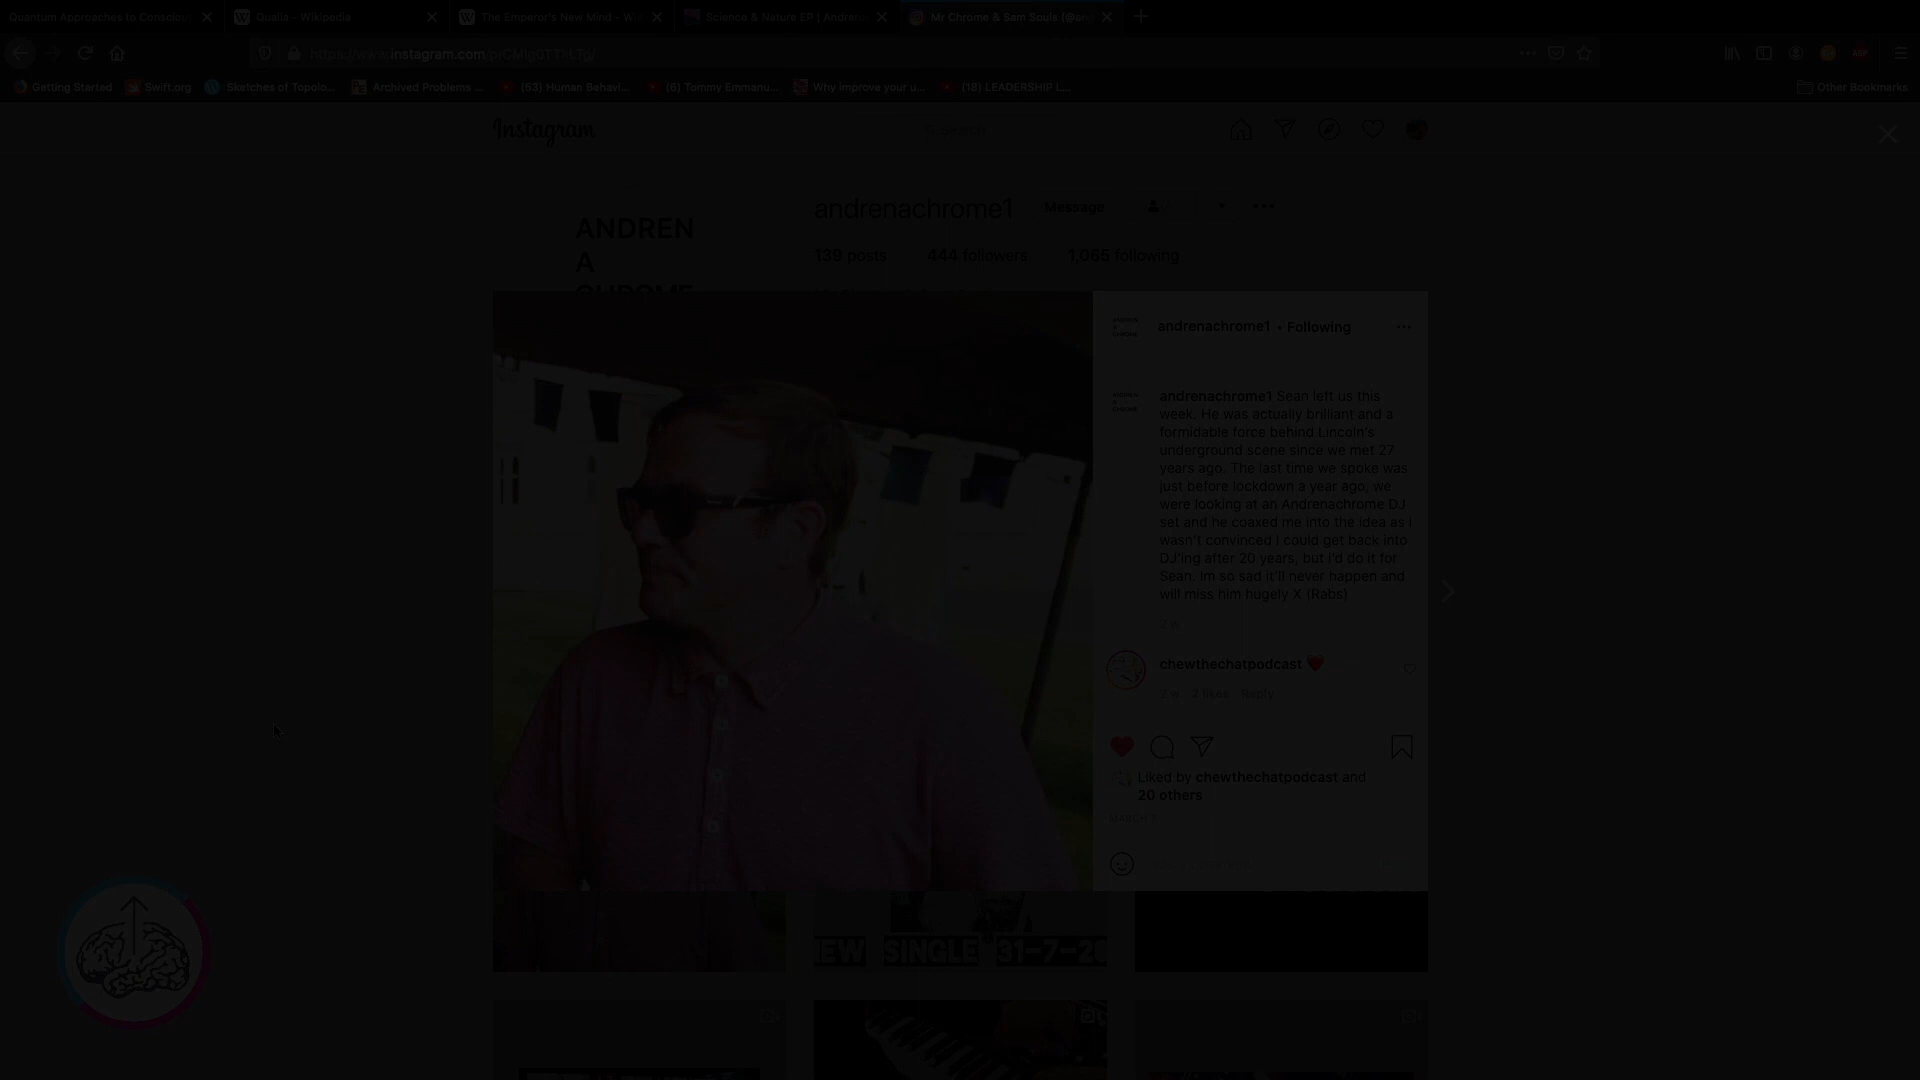 Quantum Approaches to Consciou
Qualia - Wikipedia
The Emperor's New Mind - Wi
Science & Nature EP | Andren
Mr Chrome & Sam Souls (@an
Getting Started
Swift.org
Sketches of Topolo...
Archived Problems ...
(53) Human Behavi...
(6) Tommy Emmanu...
Why improve your u...
(18) LEADERSHIP L...
Other Bookmarks
Instagram
Search
andrenachrome1
Message
139 posts
444 followers
1,065 following
ANDREN
A
CHROME
andrenachrome1 • Following
andrenachrome1 Sean left us this
week. He was actually brilliant and a
formidable force behind Lincoln's
underground scene since we met 27
years ago. The last time we spoke was
just before lockdown a year ago, we
were looking at an Andrenachrome DJ
set and he coaxed me into the idea as I
wasn't convinced I could get back into
DJ'ing after 20 years, but i'd do it for
Sean. Im so sad it'll never happen and
will miss him hugely X (Rabs)
2 w
chewthechatpodcast ❤️
2 w 2 likes Reply
Liked by chewthechatpodcast and
20 others
MARCH
EW SINGLE 31-7-20